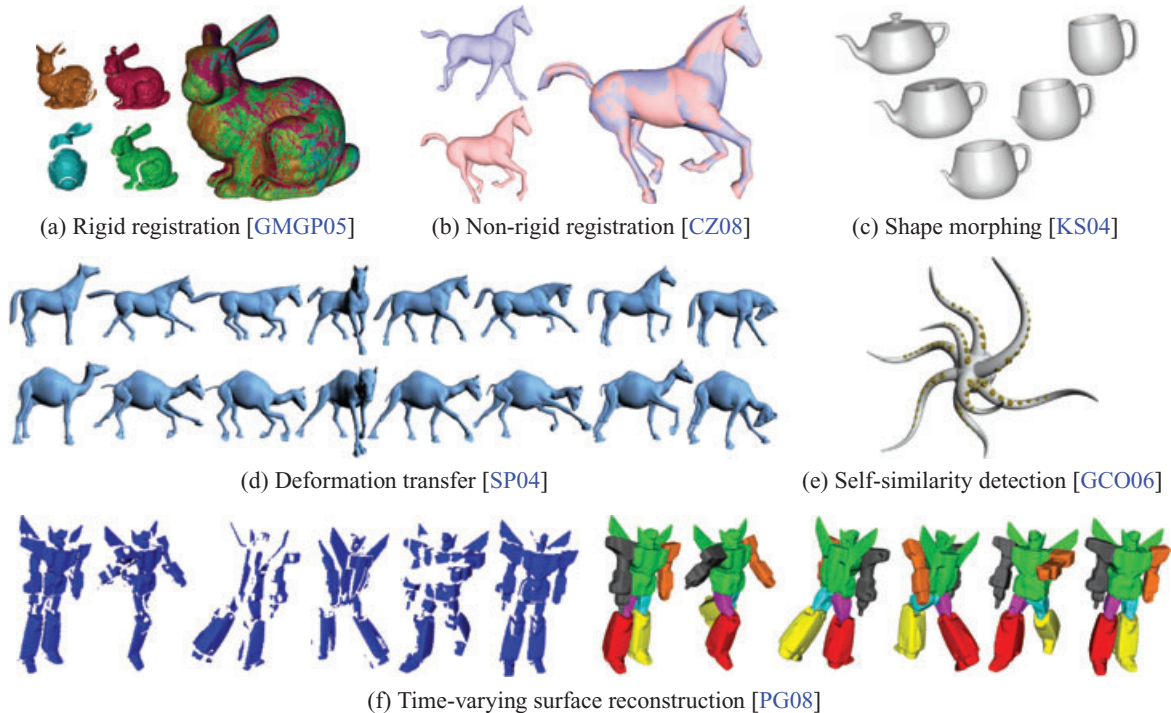 (a) Rigid registration [GMGP05]
(b) Non-rigid registration [CZ08]
(c) Shape morphing [KS04]
(d) Deformation transfer [SP04]
(e) Self-similarity detection [GCO06]
(f) Time-varying surface reconstruction [PG08]